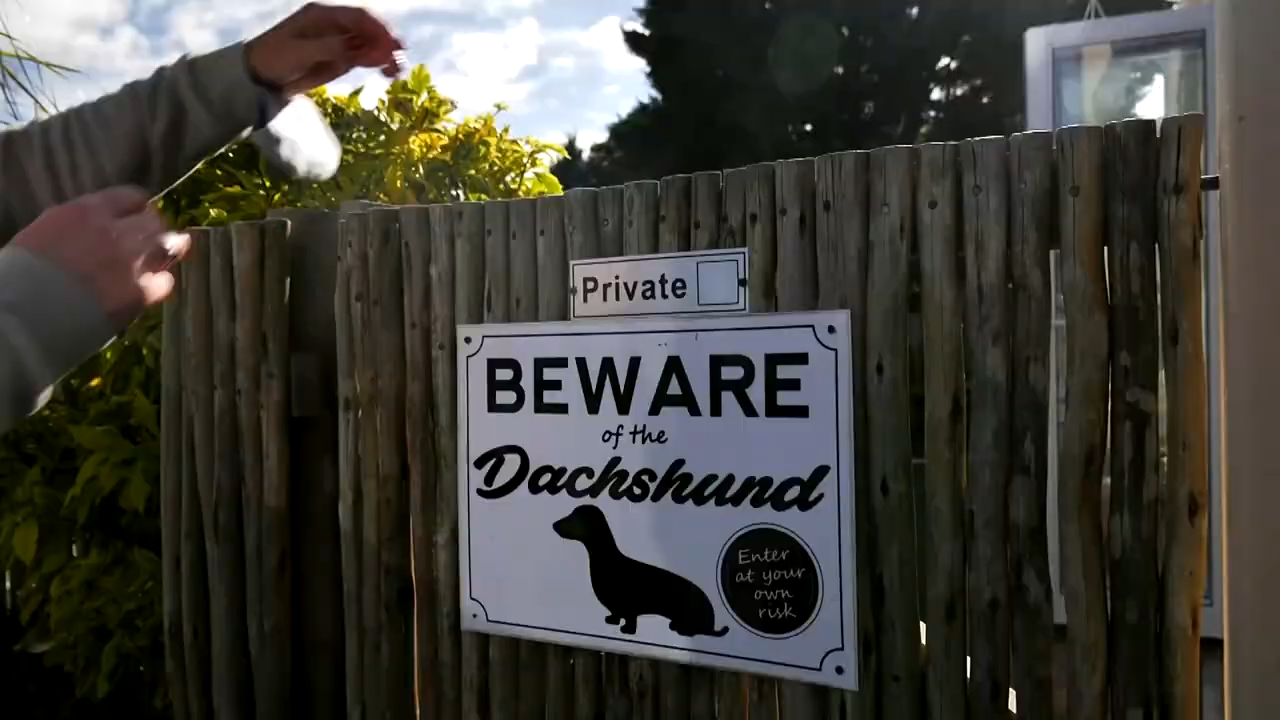 Private
BEWARE
of the
Dachshund
Enter
at your
own
risk